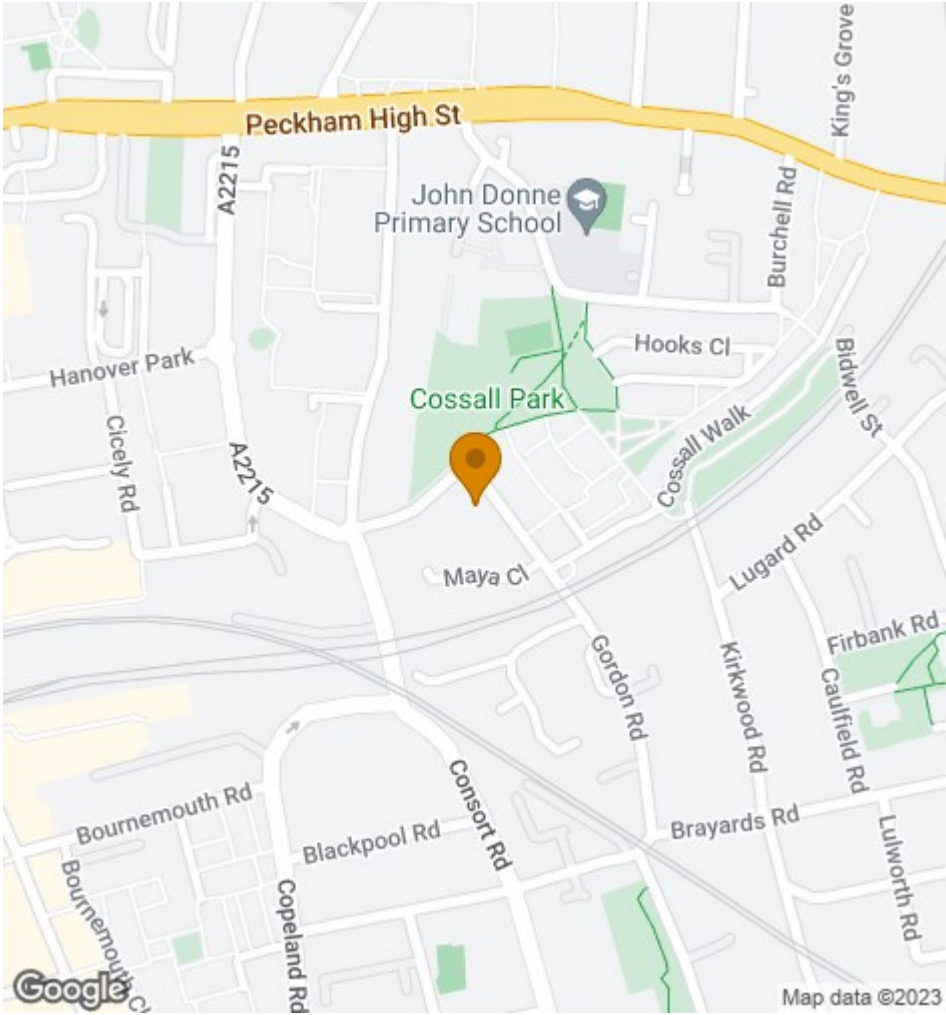 King's Grove
Peckham High St
A2215
John Donne
Primary School
Burchell Rd
Hooks Cl
Bidwell St
Hanover Park
Cossall Park
Cicely Rd
A2215
Cossall Walk
Lugard Rd
Maya Cl
Firbank Rd
Gordon Rd
Kirkwood Rd
Caulfield Rd
Bournemouth Rd
Consort Rd
Brayards Rd
Blackpool Rd
Lulworth Rd
Bournemouth Cl
Copeland Rd
Google
Map data ©2023